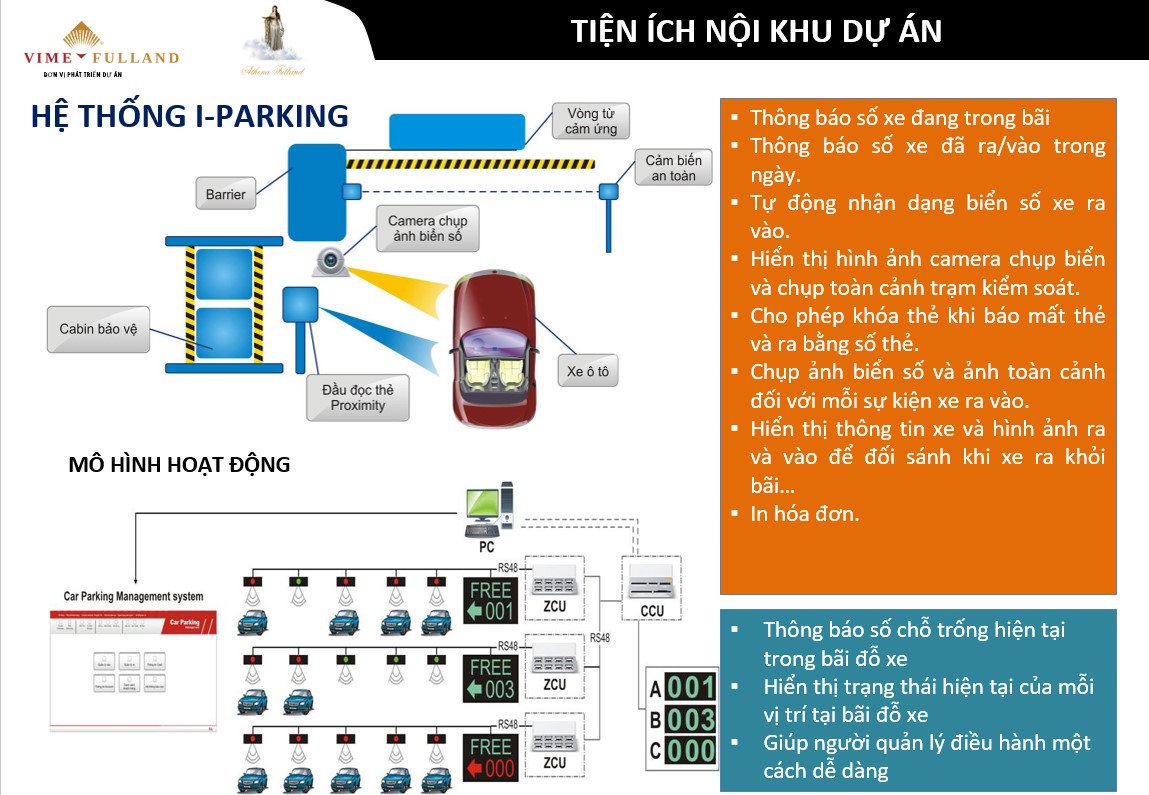 VIME FULLAND
ĐƠN VỊ PHÁT TRIỂN DỰ ÁN
Athena Fulland
TIỆN ÍCH NỘI KHU DỰ ÁN
HỆ THỐNG I-PARKING
Vòng từ
cảm ứng
Cảm biến
an toàn
Barrier
Camera chụp
ảnh biển số
Cabin bảo vệ
Xe ô tô
Đầu đọc thẻ
Proximity
MÔ HÌNH HOẠT ĐỘNG
PC
Car Parking Management system
Car Parking
RS48
FREE
001
ZCU
CCU
RS48
RS48
FREE
003
ZCU
A 001
B 003
C 000
RS48
FREE
000
ZCU
▪ Thông báo số xe đang trong bãi
▪ Thông báo số xe đã ra/vào trong
ngày.
▪ Tự động nhận dạng biển số xe ra
vào.
▪ Hiển thị hình ảnh camera chụp biển
và chụp toàn cảnh trạm kiểm soát.
▪ Cho phép khóa thẻ khi báo mất thẻ
và ra bằng số thẻ.
▪ Chụp ảnh biển số và ảnh toàn cảnh
đối với mỗi sự kiện xe ra vào.
▪ Hiển thị thông tin xe và hình ảnh ra
và vào để đối sánh khi xe ra khỏi
bãi...
▪ In hóa đơn.
▪ Thông báo số chỗ trống hiện tại
trong bãi đỗ xe
▪ Hiển thị trạng thái hiện tại của mỗi
vị trí tại bãi đỗ xe
▪ Giúp người quản lý điều hành một
cách dễ dàng